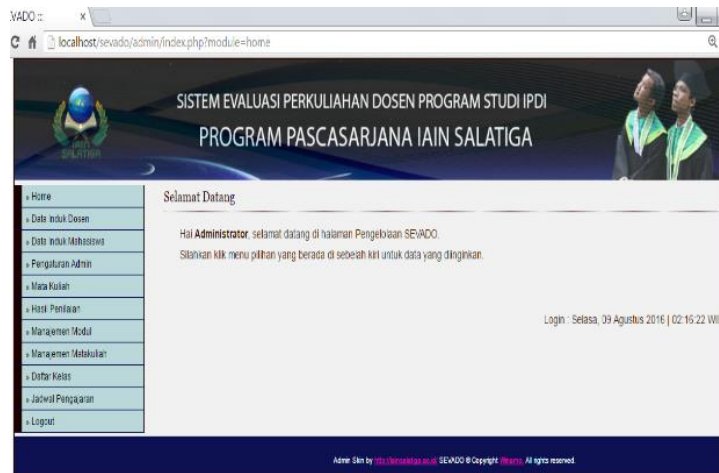 VADO :::
localhost/sevado/admin/index.php?module=home
SISTEM EVALUASI PERKULIAHAN DOSEN PROGRAM STUDI IPDI
PROGRAM PASCASARJANA IAIN SALATIGA
IAIN
SALATIGA
» Home
» Data Induk Dosen
» Data Induk Mahasiswa
» Pengaturan Admin
» Mata Kuliah
» Hasil Penilaian
» Manajemen Modul
» Manajemen Matakuliah
» Daftar Kelas
» Jadwal Pengajaran
» Logout
Selamat Datang
Hai Administrator, selamat datang di halaman Pengelolaan SEVADO.
Silahkan klik menu pilihan yang berada di sebelah kiri untuk data yang diinginkan.
Login : Selasa, 09 Agustus 2016 | 02:16:22 WI
Admin Skin by SEVADO © Copyright All rights reserved.